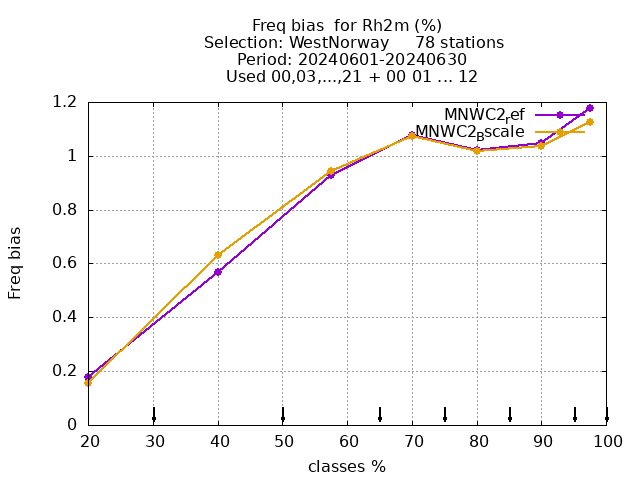 Freq bias  for Rh2m (%)
Selection: WestNorway     78 stations
Period: 20240601-20240630
Used 00,03,...,21 + 00 01 ... 12
MNWC2_ref
MNWC2_Bscale
1.2
1
0.8
0.6
0.4
0.2
0
Freq bias
20 30 40 50 60 70 80 90 100
classes %